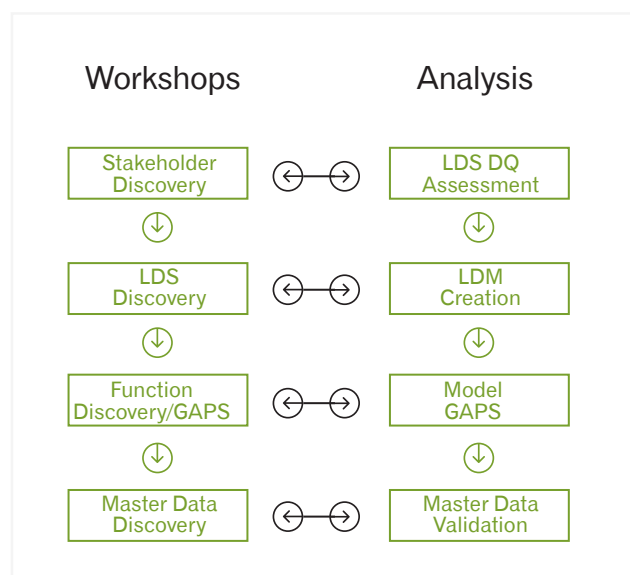 Workshops
Analysis
Stakeholder
Discovery
LDS DQ
Assessment
LDS
Discovery
LDM
Creation
Function
Discovery/GAPS
Model
GAPS
Master Data
Discovery
Master Data
Validation